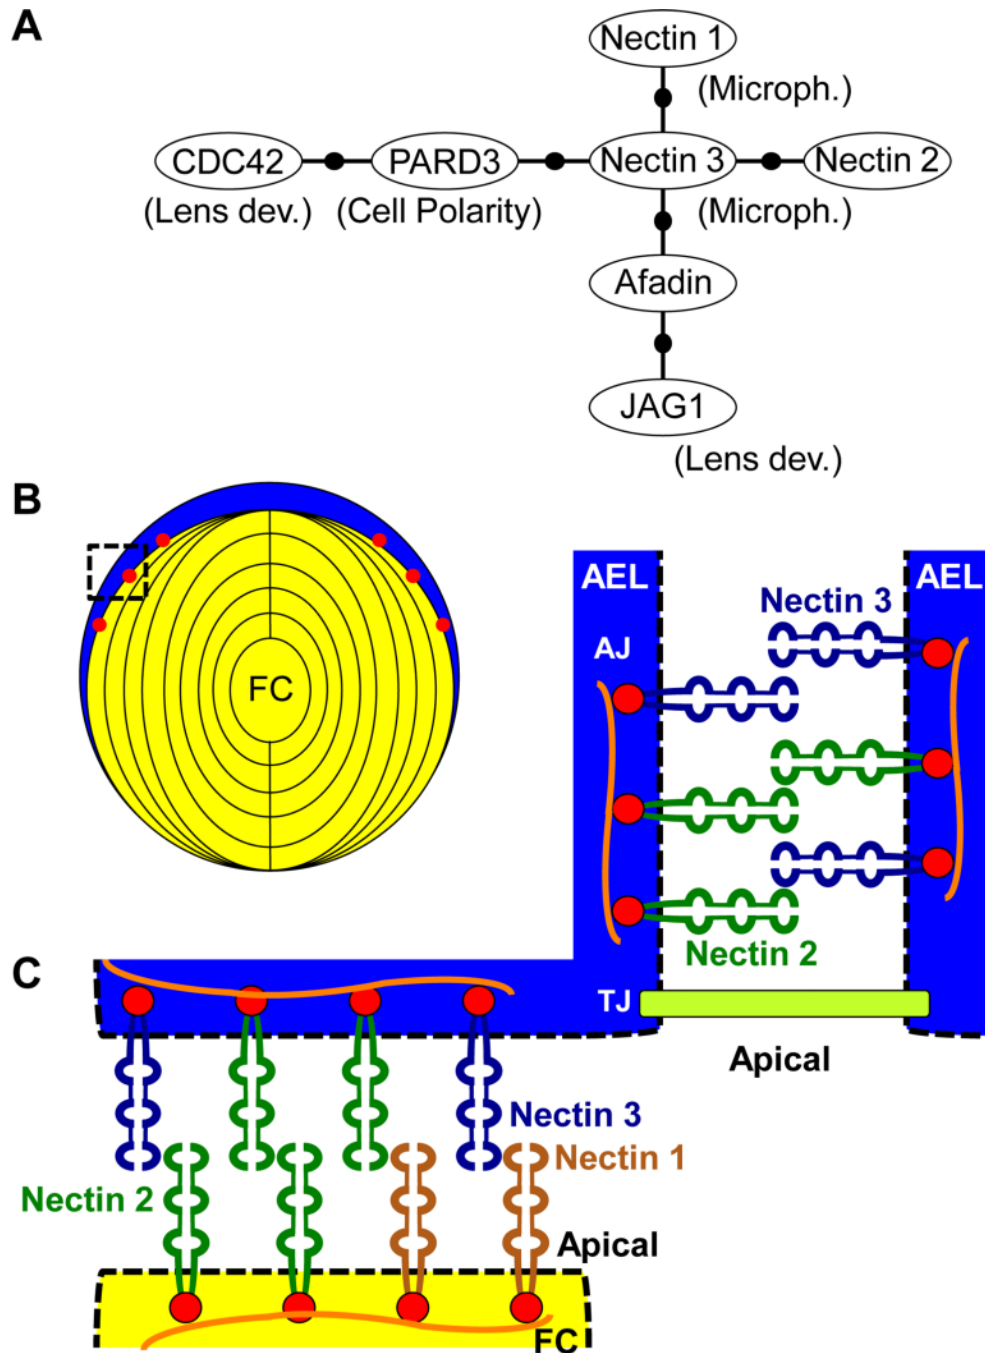 A
Nectin 1
(Microph.)
CDC42 PARD3 Nectin 3 Nectin 2
(Lens dev.) (Cell Polarity) (Microph.)
Afadin
JAG1
(Lens dev.)
B
FC
AEL AEL
Nectin 3
AJ
Nectin 2
TJ
Apical
C
Nectin 3
Nectin 1
Nectin 2
Apical
FC